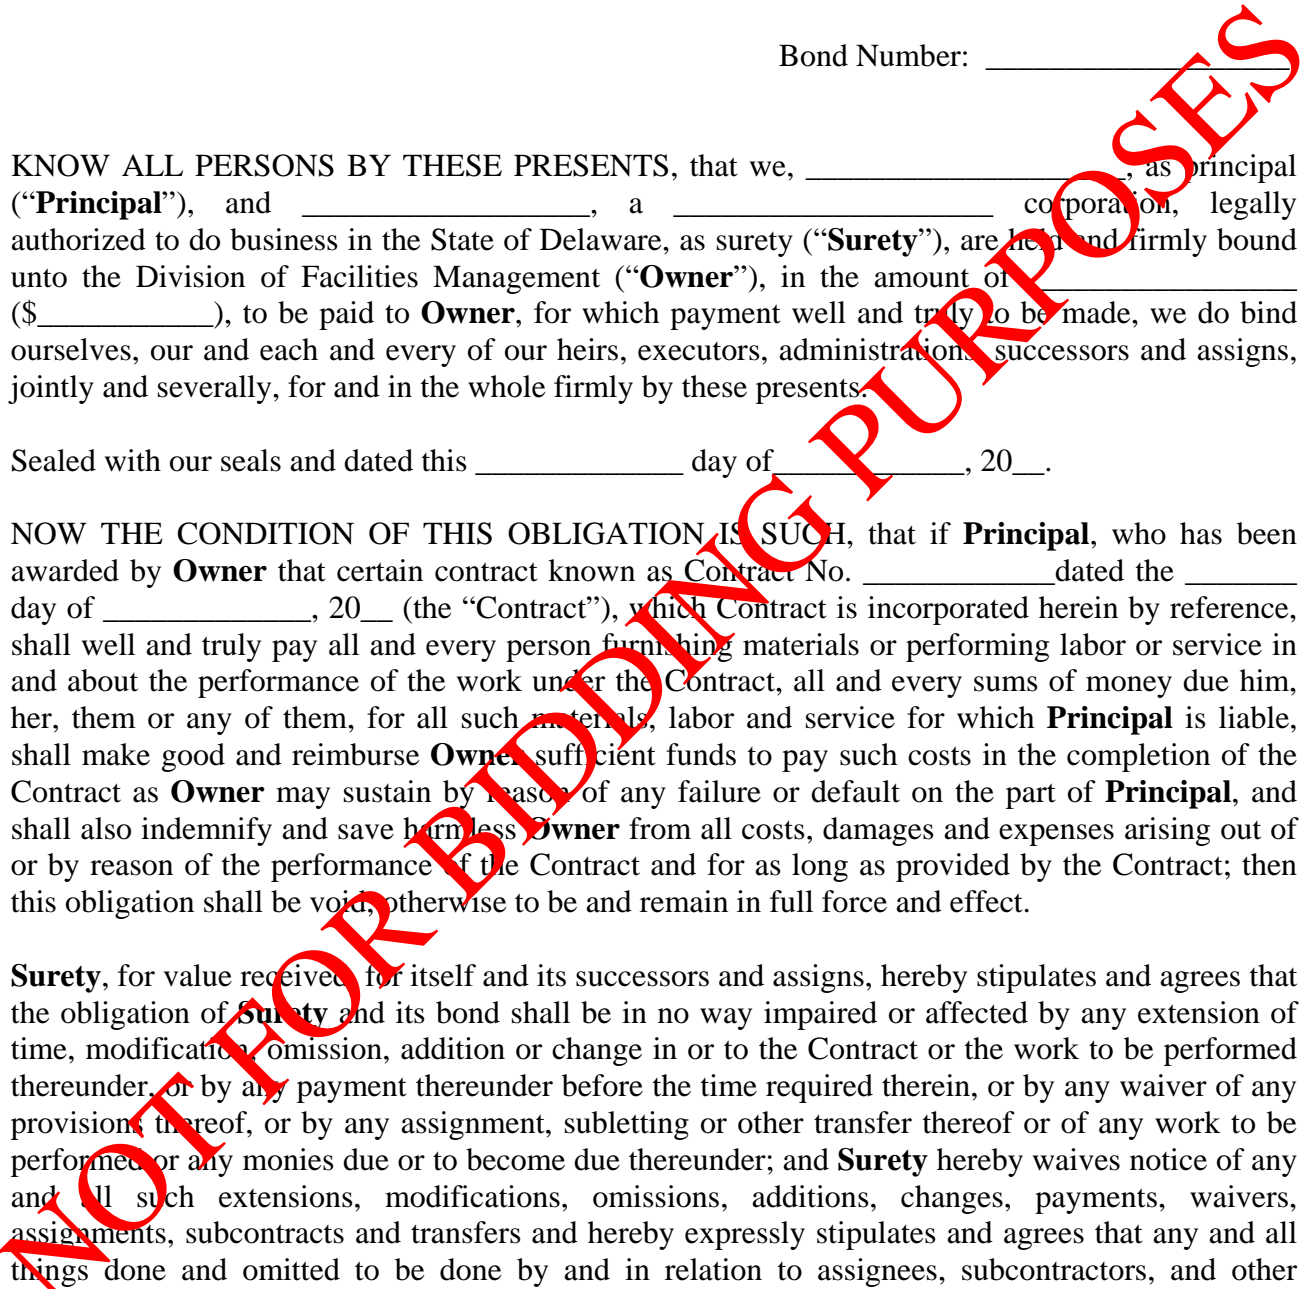 Bond Number: ___________________
KNOW ALL PERSONS BY THESE PRESENTS, that we, ____________________, as principal
(“Principal”), and __________________, a ____________________ corporation, legally
authorized to do business in the State of Delaware, as surety (“Surety”), are held and firmly bound
unto the Division of Facilities Management (“Owner”), in the amount of ________________
($___________), to be paid to Owner, for which payment well and truly to be made, we do bind
ourselves, our and each and every of our heirs, executors, administrations, successors and assigns,
jointly and severally, for and in the whole firmly by these presents.
Sealed with our seals and dated this _____________ day of____________, 20__.
NOW THE CONDITION OF THIS OBLIGATION IS SUCH, that if Principal, who has been
awarded by Owner that certain contract known as Contract No. ____________dated the _______
day of _____________, 20__ (the “Contract”), which Contract is incorporated herein by reference,
shall well and truly pay all and every person furnishing materials or performing labor or service in
and about the performance of the work under the Contract, all and every sums of money due him,
her, them or any of them, for all such materials, labor and service for which Principal is liable,
shall make good and reimburse Owner sufficient funds to pay such costs in the completion of the
Contract as Owner may sustain by reason of any failure or default on the part of Principal, and
shall also indemnify and save harmless Owner from all costs, damages and expenses arising out of
or by reason of the performance of the Contract and for as long as provided by the Contract; then
this obligation shall be void, otherwise to be and remain in full force and effect.
Surety, for value received, for itself and its successors and assigns, hereby stipulates and agrees that
the obligation of Surety and its bond shall be in no way impaired or affected by any extension of
time, modification, omission, addition or change in or to the Contract or the work to be performed
thereunder, or by any payment thereunder before the time required therein, or by any waiver of any
provisions thereof, or by any assignment, subletting or other transfer thereof or of any work to be
performed or any monies due or to become due thereunder; and Surety hereby waives notice of any
and all such extensions, modifications, omissions, additions, changes, payments, waivers,
assignments, subcontracts and transfers and hereby expressly stipulates and agrees that any and all
things done and omitted to be done by and in relation to assignees, subcontractors, and other
NOT FOR BIDDING PURPOSES